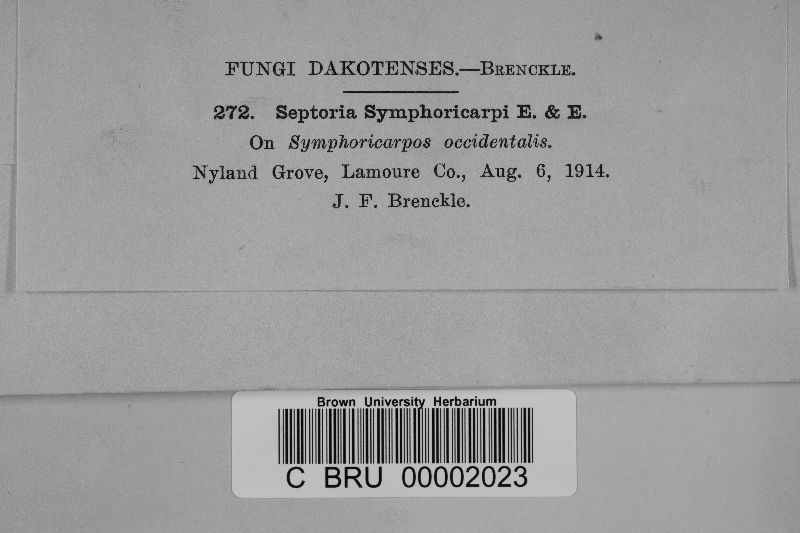 FUNGI DAKOTENSES.—BRENCKLE.
272. Septoria Symphoricarpi E. & E.
On Symphoricarpos occidentalis.
Nyland Grove, Lamoure Co., Aug. 6, 1914.
J. F. Brenckle.
Brown University Herbarium
C BRU 00002023